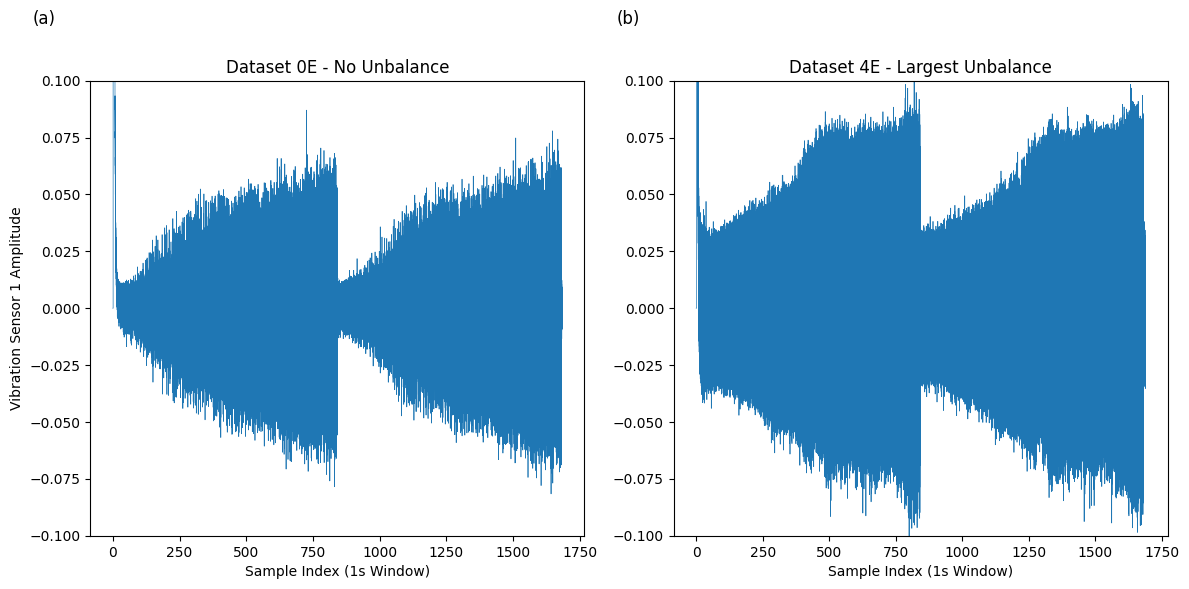 (a)
Dataset 0E - No Unbalance
Vibration Sensor 1 Amplitude
0.100
0.075
0.050
0.025
0.000
−0.025
−0.050
−0.075
−0.100
0 250 500 750 1000 1250 1500 1750
Sample Index (1s Window)
(b)
Dataset 4E - Largest Unbalance
0.100
0.075
0.050
0.025
0.000
−0.025
−0.050
−0.075
−0.100
0 250 500 750 1000 1250 1500 1750
Sample Index (1s Window)